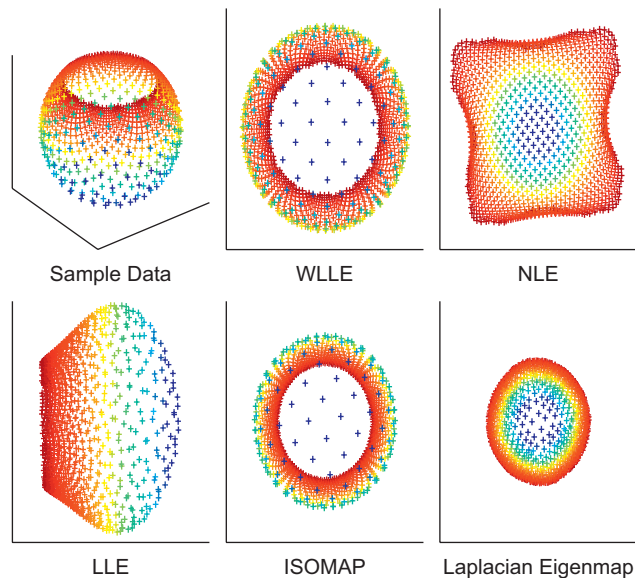 Sample Data
WLLE
NLE
LLE
ISOMAP
Laplacian Eigenmap